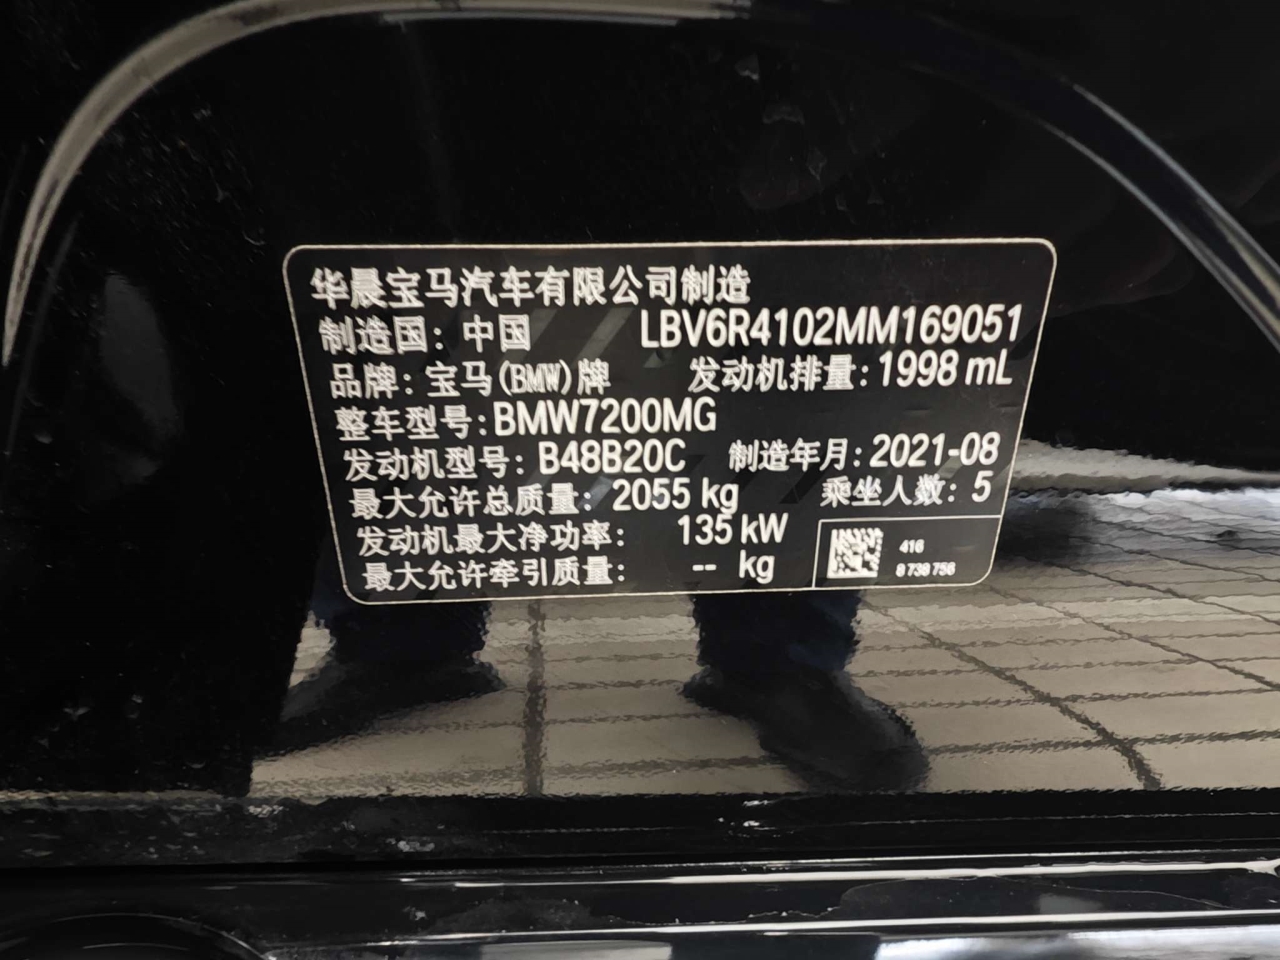 华晨宝马汽车有限公司制造
制造国：中国 LBV6R4102MM169051
品牌：宝马(BMW)牌 发动机排量：1998 mL
整车型号：BMW7200MG
发动机型号：B48B20C 制造年月：2021-08
最大允许总质量：2055 kg 乘坐人数：5
发动机最大净功率：135 kW
最大允许牵引质量：-- kg
416
8 738 756